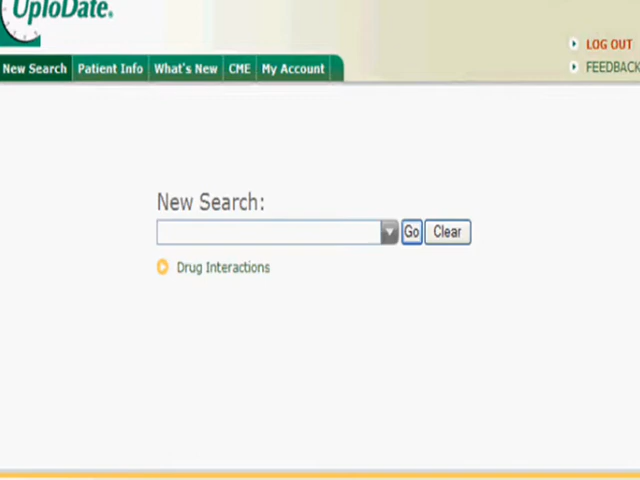 UpToDate.
LOG OUT
FEEDBACK
New Search Patient Info What's New CME My Account
New Search:
Go Clear
Drug Interactions